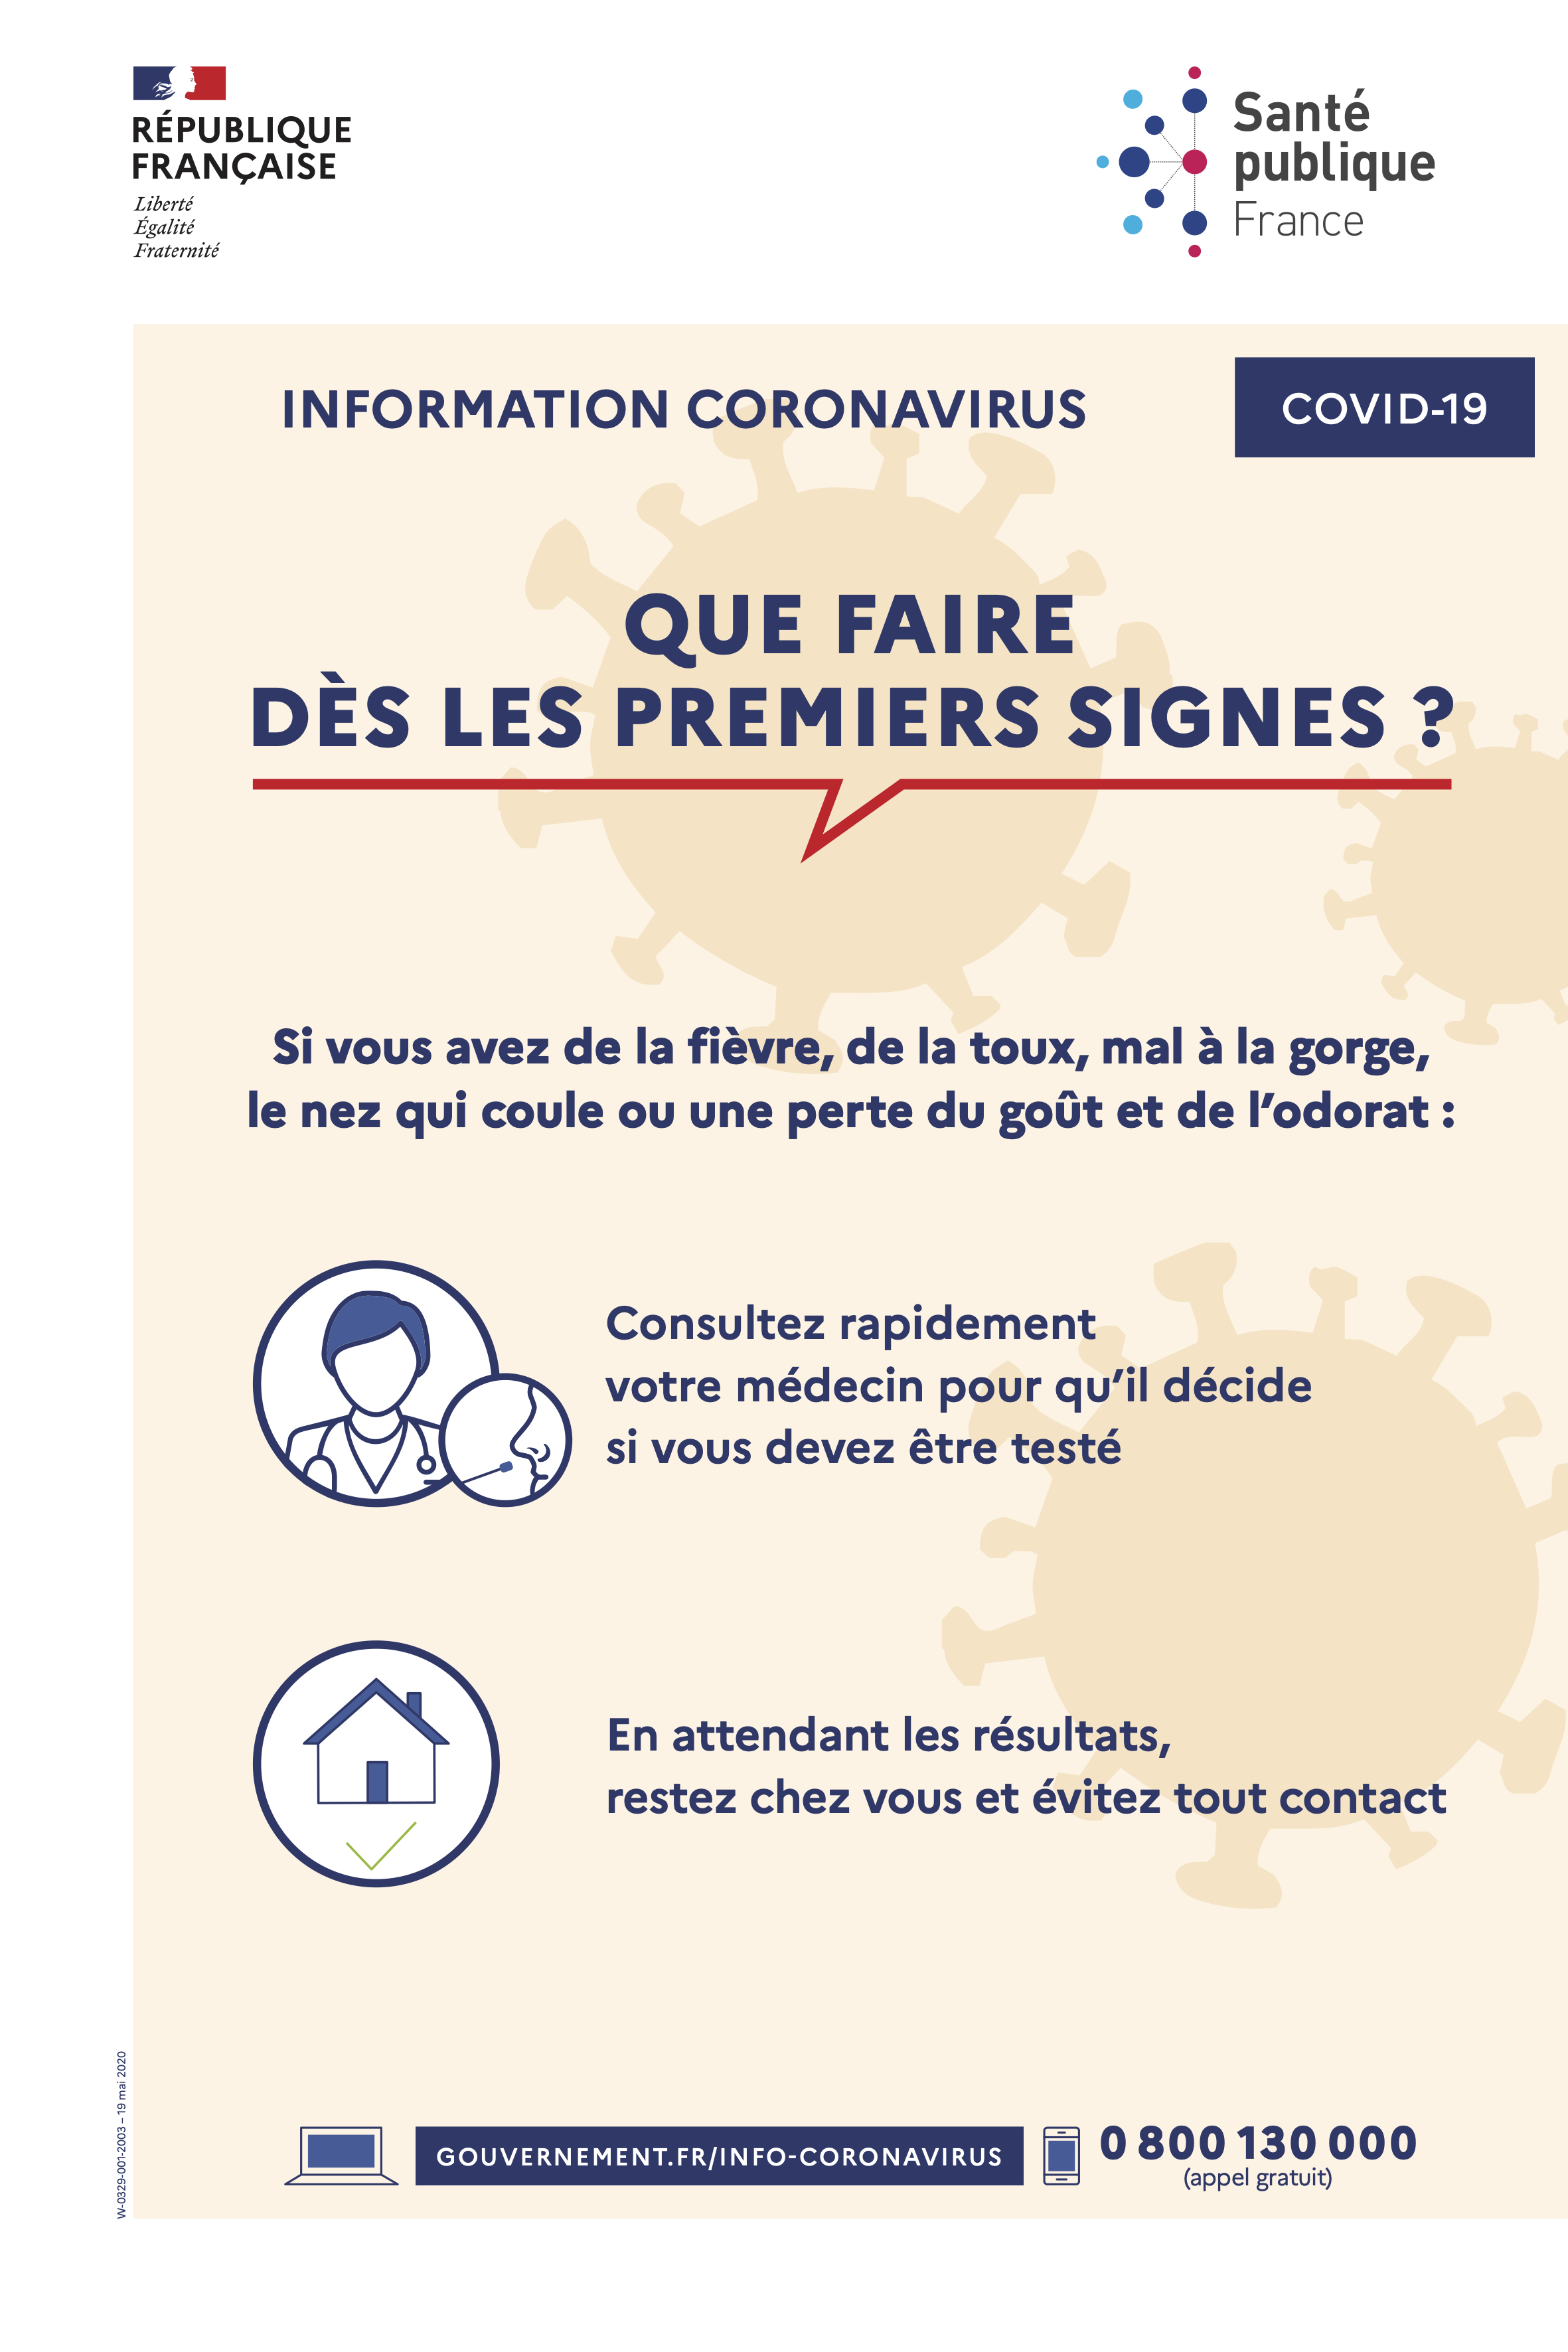 RÉPUBLIQUE
FRANÇAISE
Liberté
Égalité
Fraternité
Santé
publique
France
INFORMATION CORONAVIRUS
COVID-19
QUE FAIRE
DÈS LES PREMIERS SIGNES ?
Si vous avez de la fièvre, de la toux, mal à la gorge,
le nez qui coule ou une perte du goût et de l’odorat :
Consultez rapidement
votre médecin pour qu’il décide
si vous devez être testé
En attendant les résultats,
restez chez vous et évitez tout contact
W-0329-001-2003 – 19 mai 2020
GOUVERNEMENT.FR/INFO-CORONAVIRUS
0 800 130 000
(appel gratuit)